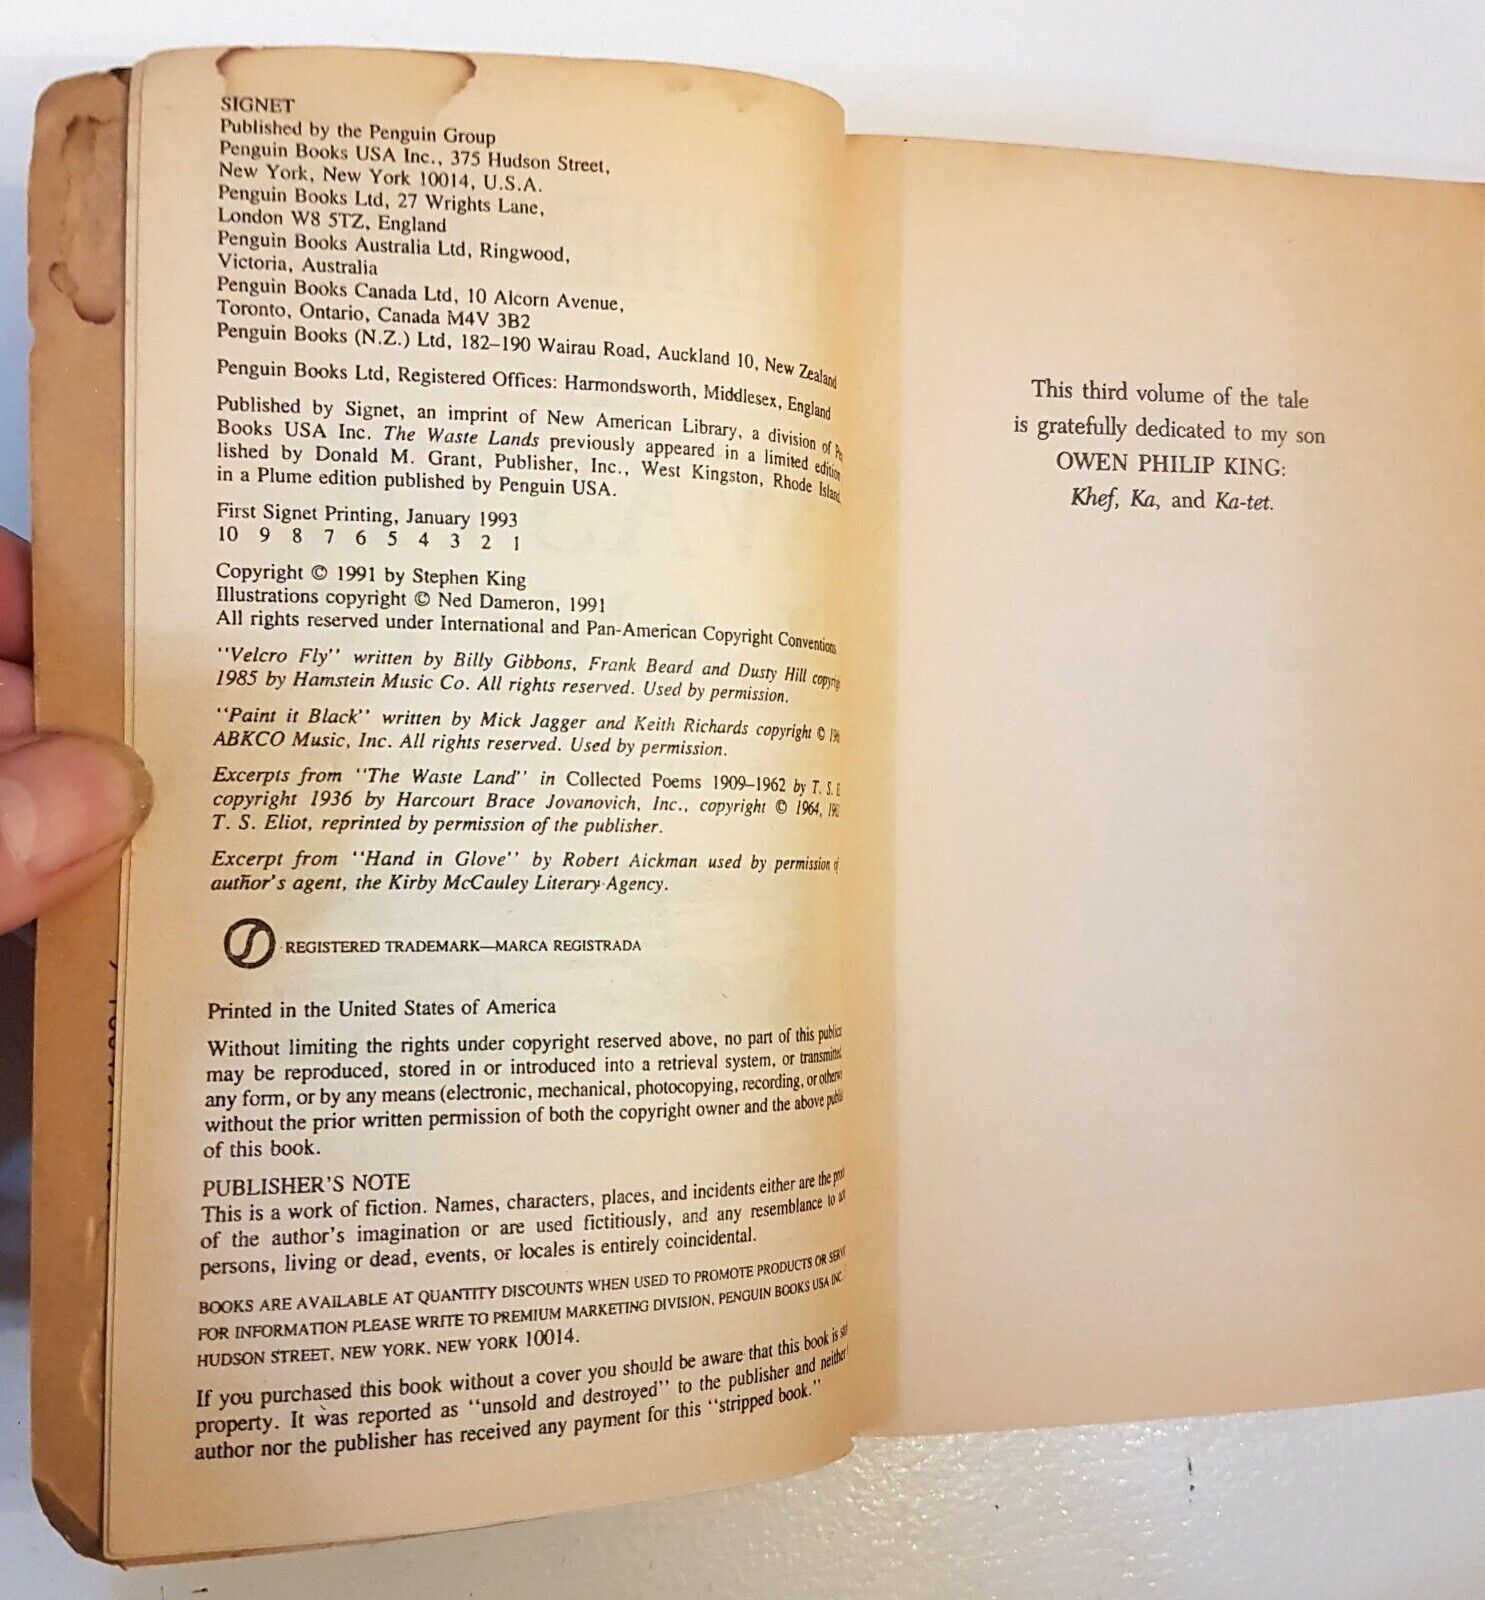 SIGNET
Published by the Penguin Group
Penguin Books USA Inc., 375 Hudson Street,
New York, New York 10014, U.S.A.
Penguin Books Ltd, 27 Wrights Lane,
London W8 5TZ, England
Penguin Books Australia Ltd, Ringwood,
Victoria, Australia
Penguin Books Canada Ltd, 10 Alcorn Avenue,
Toronto, Ontario, Canada M4V 3B2
Penguin Books (N.Z.) Ltd, 182–190 Wairau Road, Auckland 10, New Zealand
Penguin Books Ltd, Registered Offices: Harmondsworth, Middlesex, England
Published by Signet, an imprint of New American Library, a division of
Books USA Inc. The Waste Lands previously appeared in a limited edition
lished by Donald M. Grant, Publisher, Inc., West Kingston, Rhode Island,
in a Plume edition published by Penguin USA.
First Signet Printing, January 1993
10 9 8 7 6 5 4 3 2 1
Copyright © 1991 by Stephen King
Illustrations copyright © Ned Dameron, 1991
All rights reserved under International and Pan-American Copyright Conventions
"Velcro Fly" written by Billy Gibbons, Frank Beard and Dusty Hill
1985 by Hamstein Music Co. All rights reserved. Used by permission.
"Paint it Black" written by Mick Jagger and Keith Richards copyright ©
ABKCO Music, Inc. All rights reserved. Used by permission.
Excerpts from "The Waste Land" in Collected Poems 1909–1962 by T. S.
copyright 1936 by Harcourt Brace Jovanovich, Inc., copyright © 1964,
T. S. Eliot, reprinted by permission of the publisher.
Excerpt from "Hand in Glove" by Robert Aickman used by permission
author's agent, the Kirby McCauley Literary Agency.
REGISTERED TRADEMARK—MARCA REGISTRADA
Printed in the United States of America
Without limiting the rights under copyright reserved above, no part of this
may be reproduced, stored in or introduced into a retrieval system, or
any form, or by any means (electronic, mechanical, photocopying, recording, or
without the prior written permission of both the copyright owner and the above
of this book.
PUBLISHER'S NOTE
This is a work of fiction. Names, characters, places, and incidents either are the
of the author's imagination or are used fictitiously, and any resemblance to
persons, living or dead, events, or locales is entirely coincidental.
BOOKS ARE AVAILABLE AT QUANTITY DISCOUNTS WHEN USED TO PROMOTE PRODUCTS OR
FOR INFORMATION PLEASE WRITE TO PREMIUM MARKETING DIVISION, PENGUIN BOOKS USA INC
HUDSON STREET, NEW YORK, NEW YORK 10014.
If you purchased this book without a cover you should be aware that this book is
property. It was reported as "unsold and destroyed" to the publisher and neither
author nor the publisher has received any payment for this "stripped book."
This third volume of the tale
is gratefully dedicated to my son
OWEN PHILIP KING:
Khef, Ka, and Ka-tet.